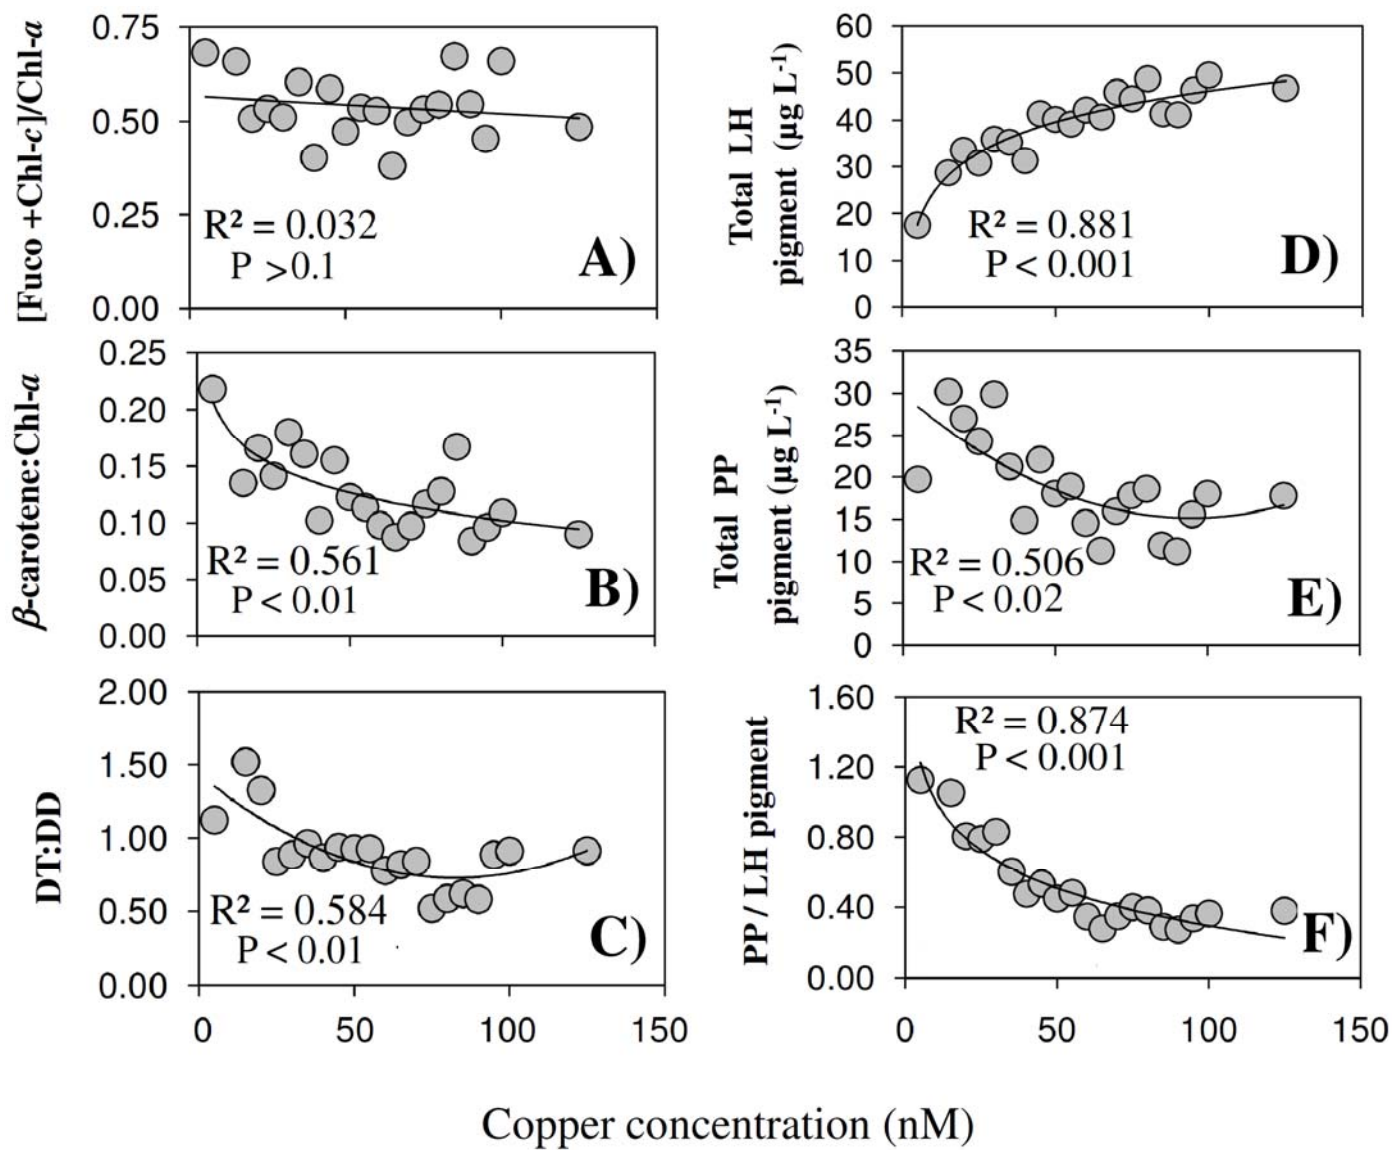 [Fuco +Chl-c]/Chl-a
0.75
0.50
0.25
0.00
R² = 0.032
P >0.1
A)
β-carotene:Chl-a
0.25
0.20
0.15
0.10
0.05
0.00
R² = 0.561
P < 0.01
B)
DT:DD
2.00
1.50
1.00
0.50
0.00
R² = 0.584
P < 0.01
C)
0 50 100 150
Total LH
pigment (µg L⁻¹)
60
50
40
30
20
10
0
R² = 0.881
P < 0.001
D)
Total PP
pigment (µg L⁻¹)
35
30
25
20
15
10
5
0
R² = 0.506
P < 0.02
E)
PP / LH pigment
1.60
1.20
0.80
0.40
0.00
R² = 0.874
P < 0.001
F)
0 50 100 150
Copper concentration (nM)